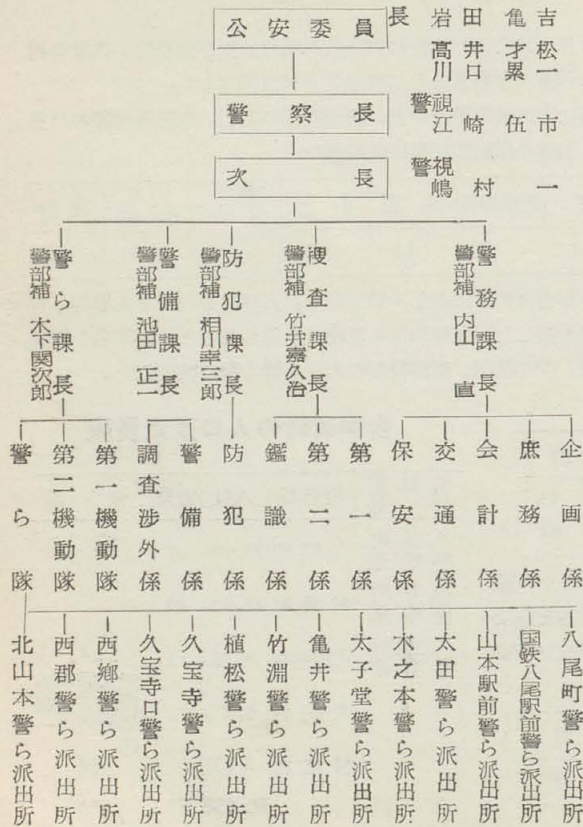 公安委員
長
岩田亀吉
高井才松
川口累一
警察長
警視
江崎伍市
次長
警視
嶋村一
警務課長
警部補 内山直
捜査課長
警部補 竹井嘉久治
防犯課長
警部補 相川幸三郎
警備課長
警部補 池田正一
警ら課長
警部補 木下関次郎
企画係
庶務係
会計係
交通係
保安係
第一係
第二係
鑑識係
防犯係
警備係
調査渉外係
第一機動隊
第二機動隊
警ら隊
八尾町警ら派出所
国鉄八尾駅前警ら派出所
山本駅前警ら派出所
太田警ら派出所
木之本警ら派出所
太子堂警ら派出所
亀井警ら派出所
竹淵警ら派出所
植松警ら派出所
久宝寺警ら派出所
久宝寺口警ら派出所
西郷警ら派出所
西郡警ら派出所
北山本警ら派出所